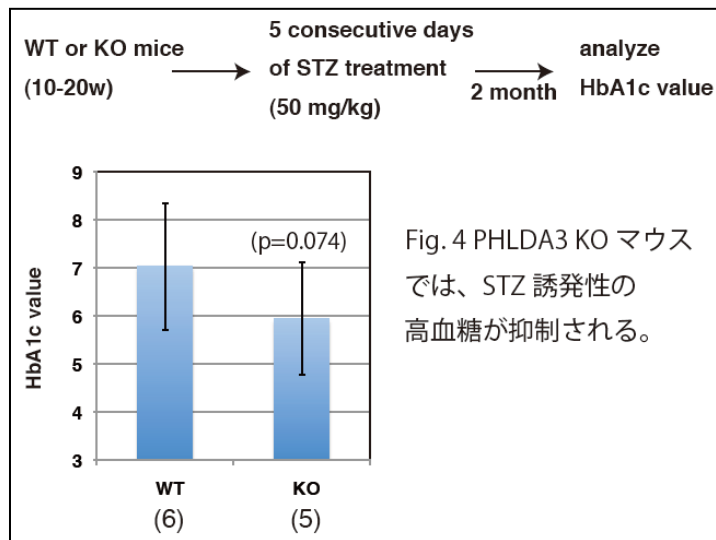 WT or KO mice
(10-20w)
5 consecutive days
of STZ treatment
(50 mg/kg)
2 month
analyze
HbA1c value
HbA1c value
9
8
7
6
5
4
3
(p=0.074)
WT
KO
(6)
(5)
Fig. 4 PHLDA3 KO マウス
では、STZ 誘発性の
高血糖が抑制される。